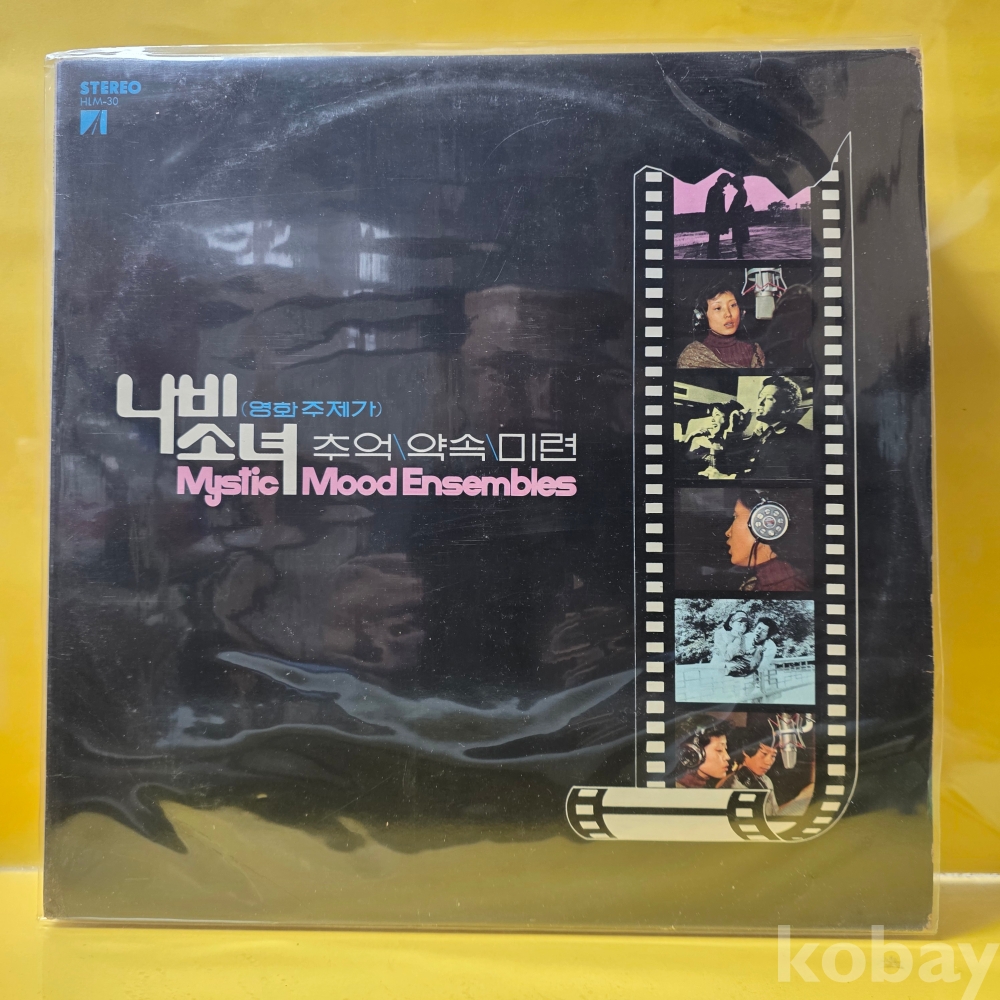 STEREO
HLM-30
나비
(영화 주제가)
소녀 추억\약속\미련
Mystic Mood Ensembles
kobay